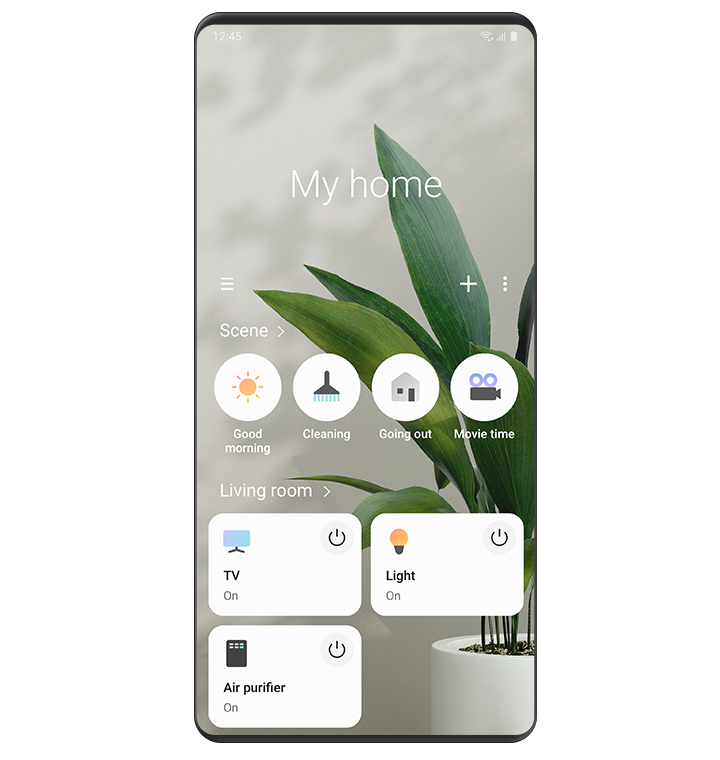 12:45
My home
Scene
Good
morning
Cleaning
Going out
Movie time
Living room
TV
On
Light
On
Air purifier
On